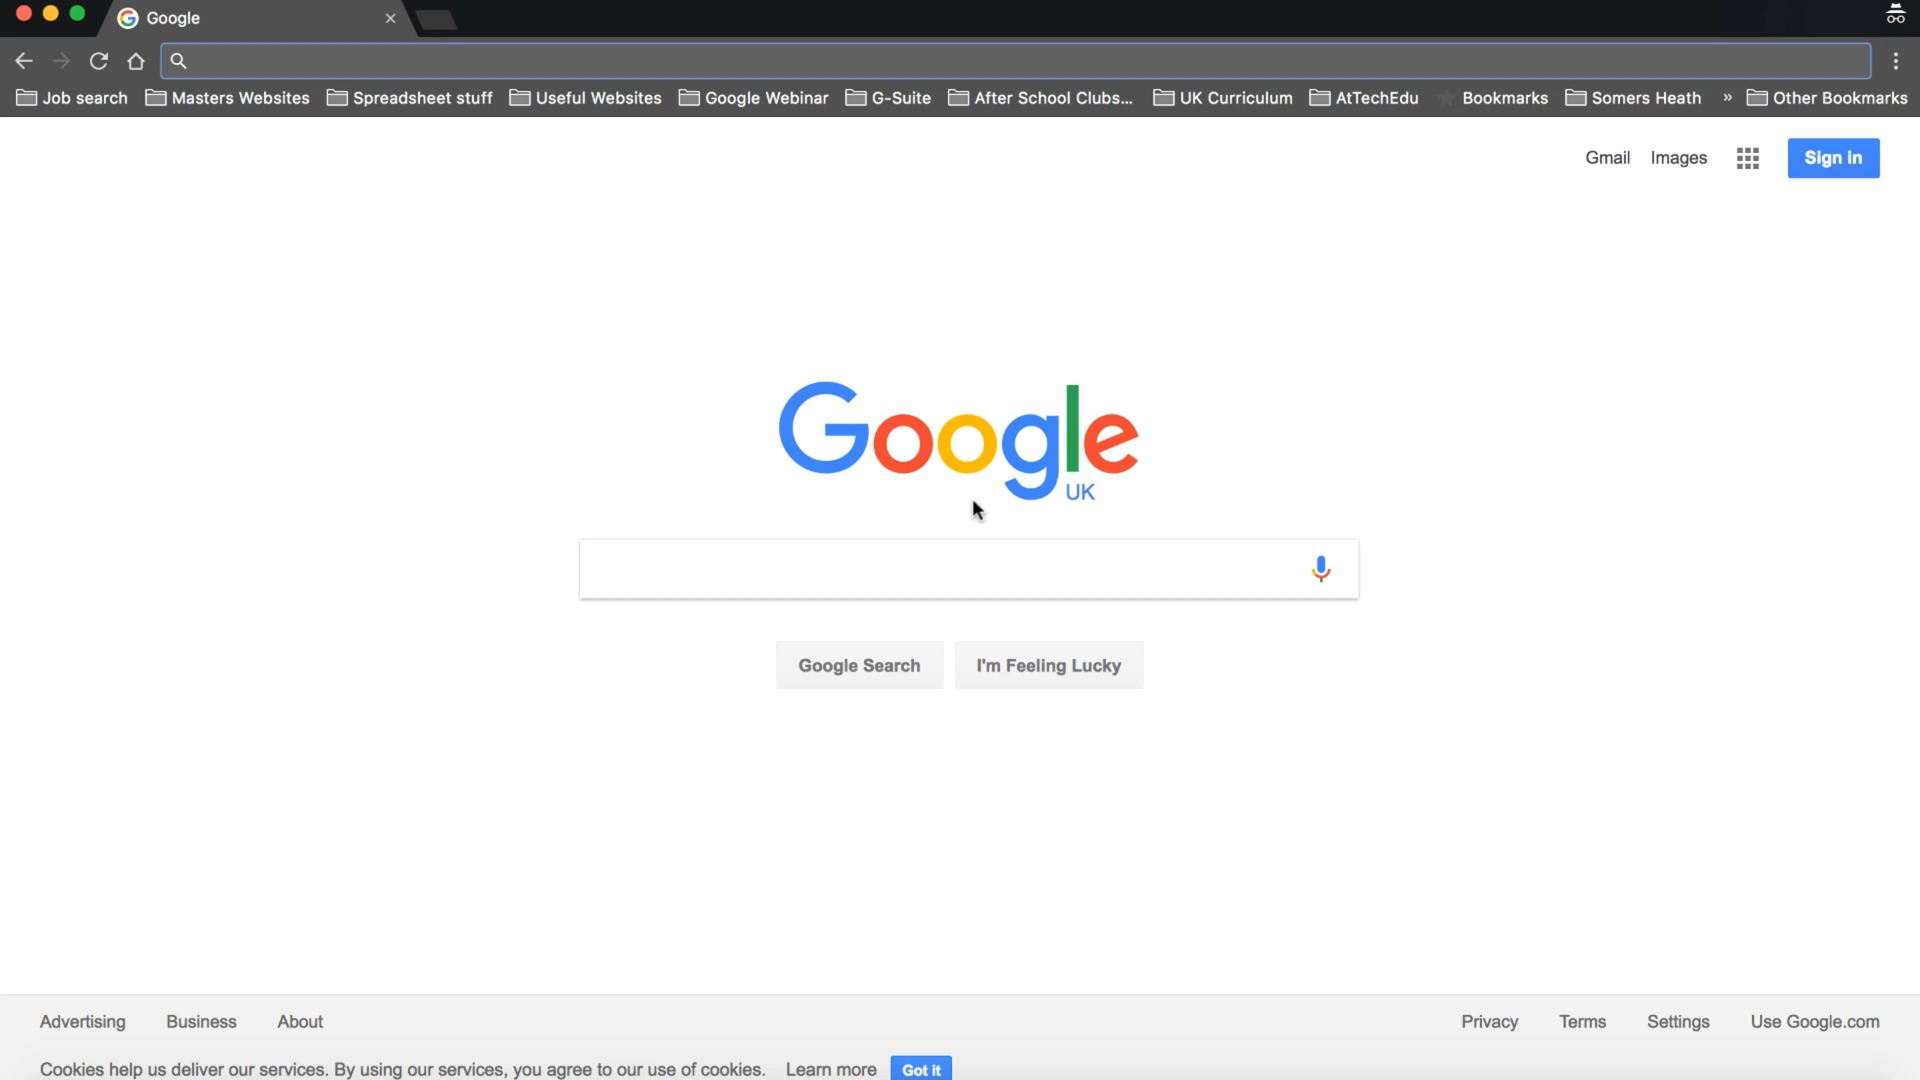 Google
Job search Masters Websites Spreadsheet stuff Useful Websites Google Webinar G-Suite After School Clubs... UK Curriculum AtTechEdu Bookmarks Somers Heath » Other Bookmarks
Gmail Images Sign in
Google
UK
Google Search I'm Feeling Lucky
Advertising Business About Privacy Terms Settings Use Google.com
Cookies help us deliver our services. By using our services, you agree to our use of cookies. Learn more Got it